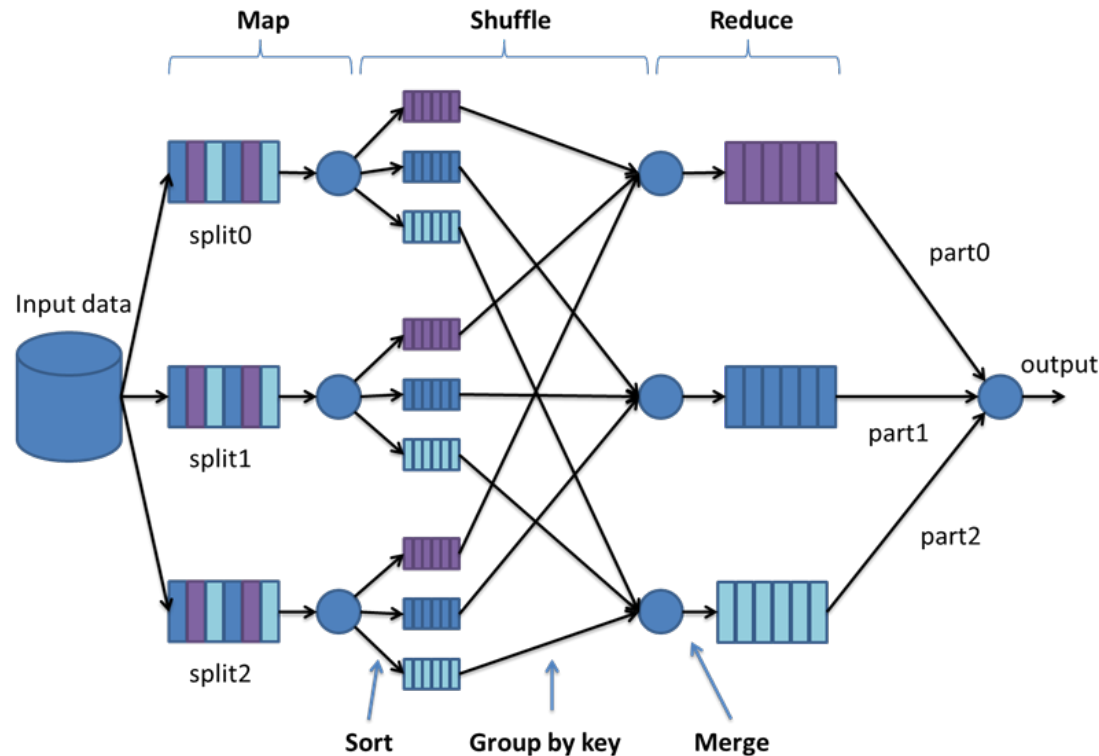 Map
Shuffle
Reduce
split0
part0
Input data
output
split1
part1
part2
split2
Sort
Group by key
Merge